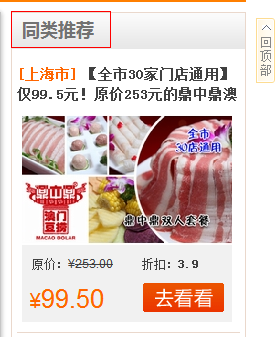 同类推荐
[上海市]【全市30家门店通用】
仅99.5元！原价253元的鼎中鼎澳
全市
30店通用
鼎中鼎
澳门
豆捞
MACAO DOLAR
鼎中鼎双人套餐
原价：¥253.00 折扣：3.9
¥99.50 去看看
回顶部